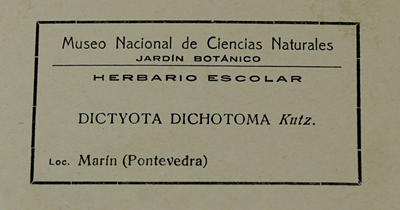 Museo Nacional de Ciencias Naturales
JARDÍN BOTÁNICO
HERBARIO ESCOLAR
DICTYOTA DICHOTOMA Kutz.
Loc. Marín (Pontevedra)